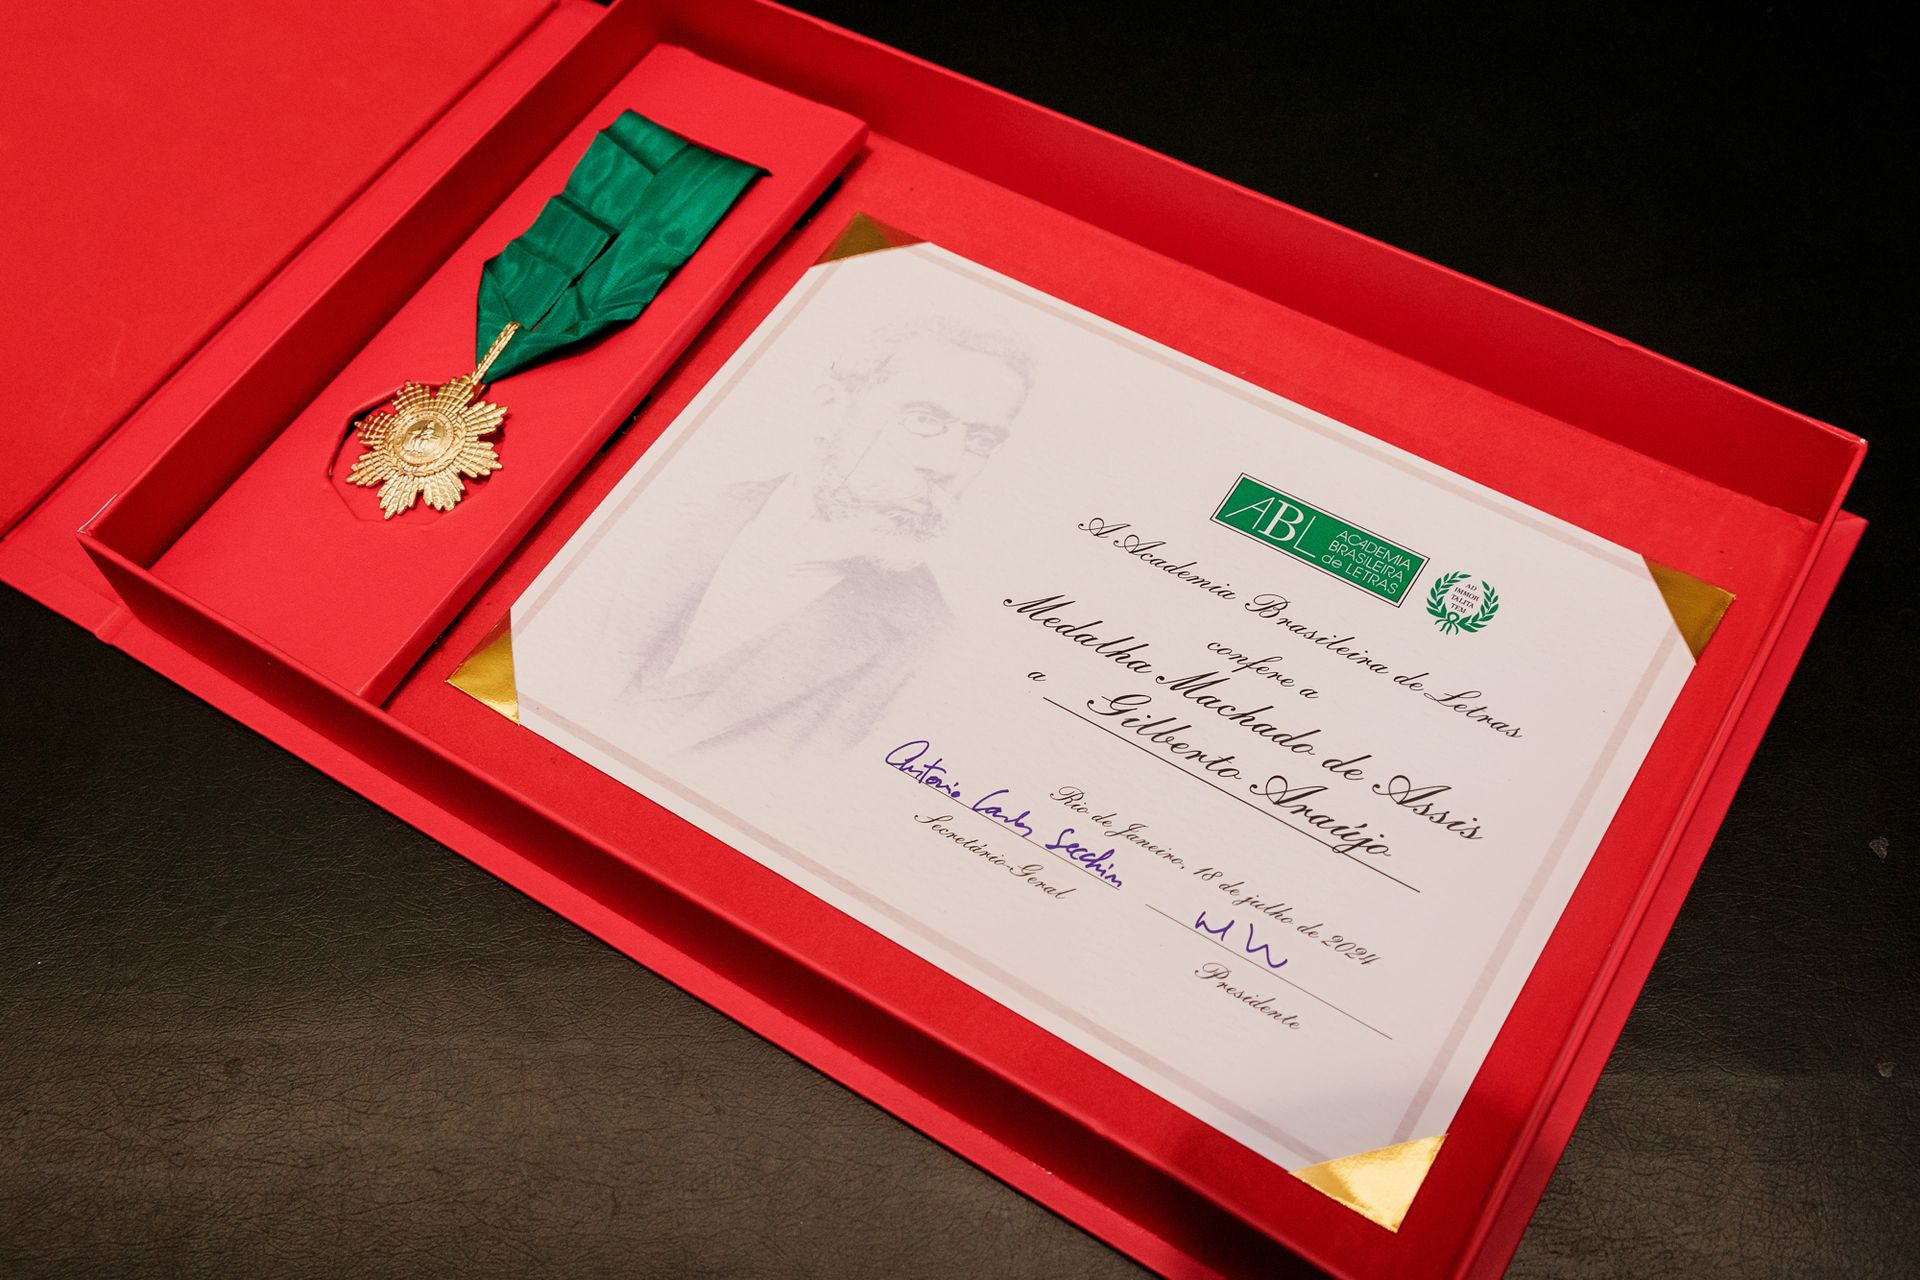 ABL ACADEMIA
BRASILEIRA
de LETRAS
AD
IMMOR
TALITA
TEM
A Academia Brasileira de Letras
confere a
Medalha Machado de Assis
a Gilberto Araújo
Rio de Janeiro, 18 de julho de 2024
Antonio Carlos Secchin
Secretário-Geral
Presidente